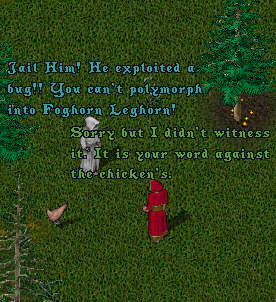 Jail Him! He exploited a
bug!! You can't polymorph
into Foghorn Leghorn!
Sorry but I didn't witness
it. It is your word against
the chicken's.